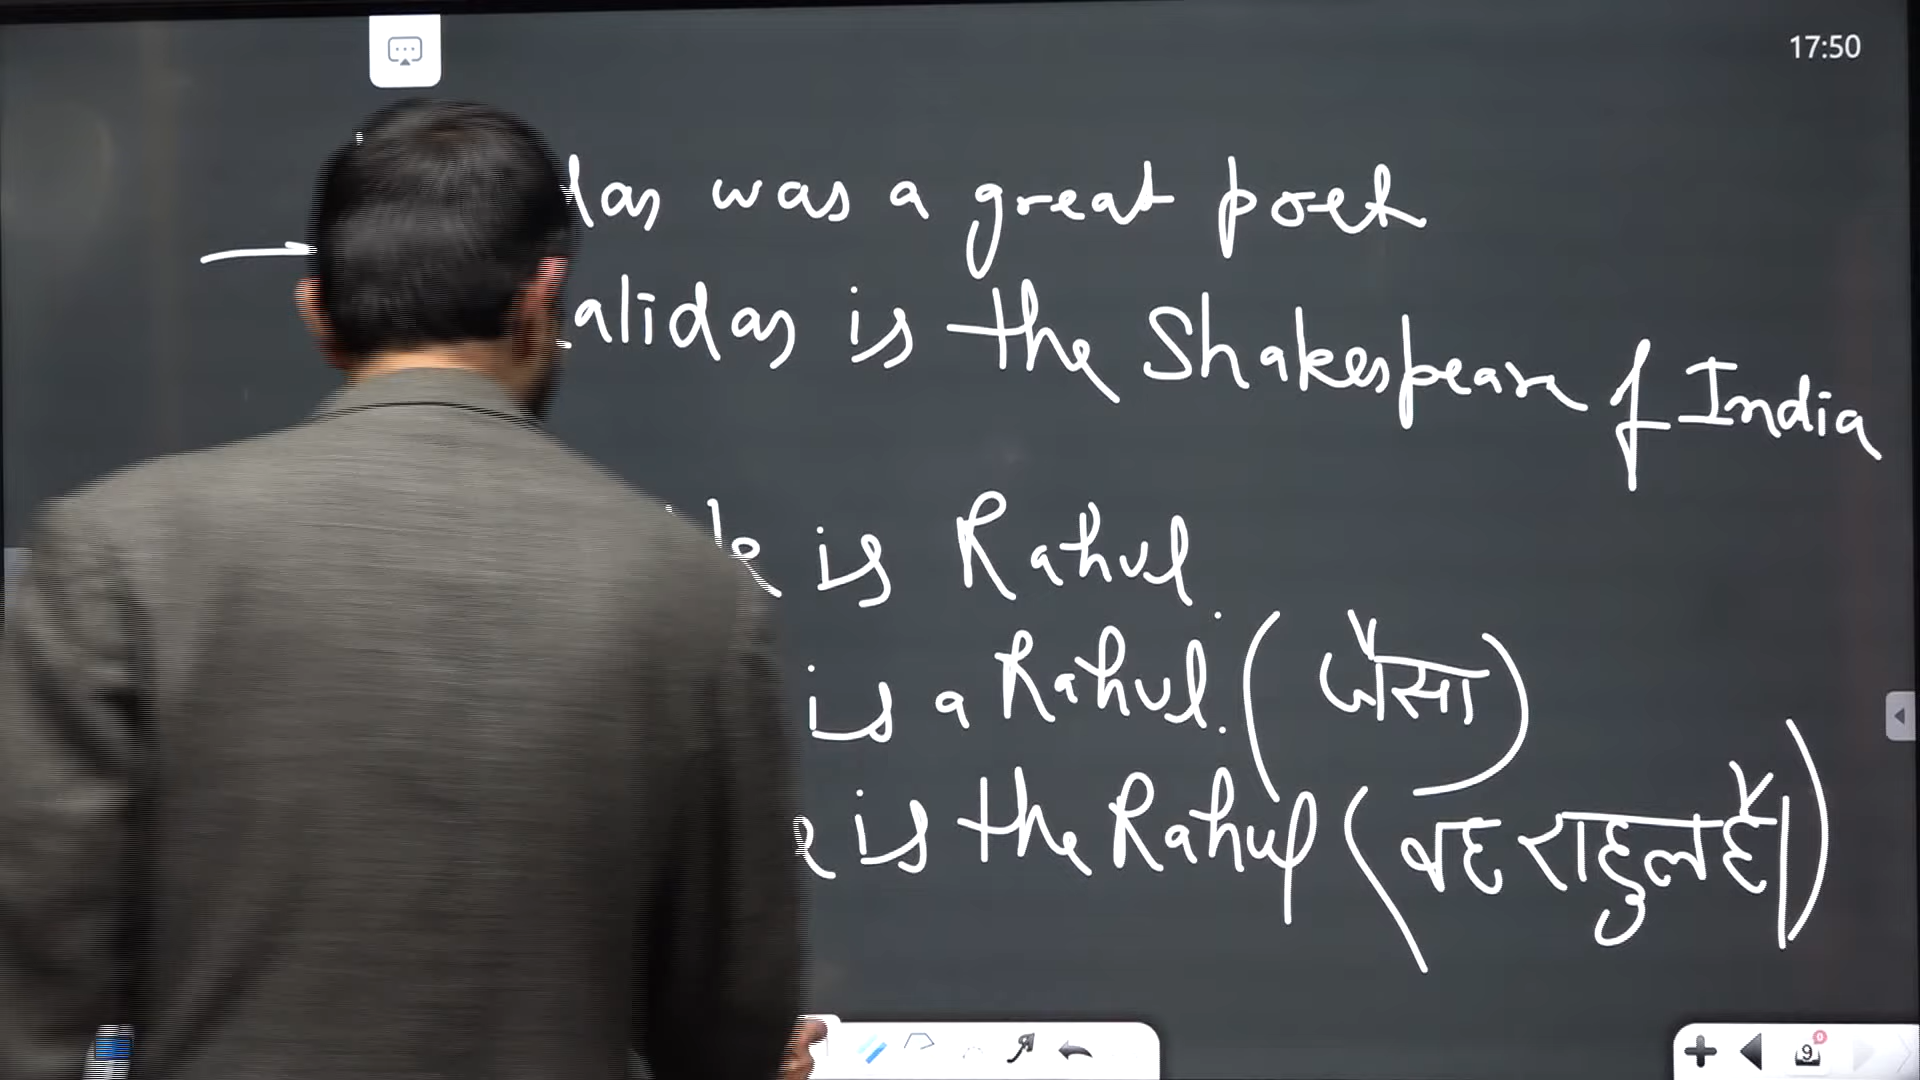 17:50
was a great poet
alidas is the Shakespeare of India
is Rahul
is a Rahul. (जैसा)
is the Rahul (वह राहुल है।)
9